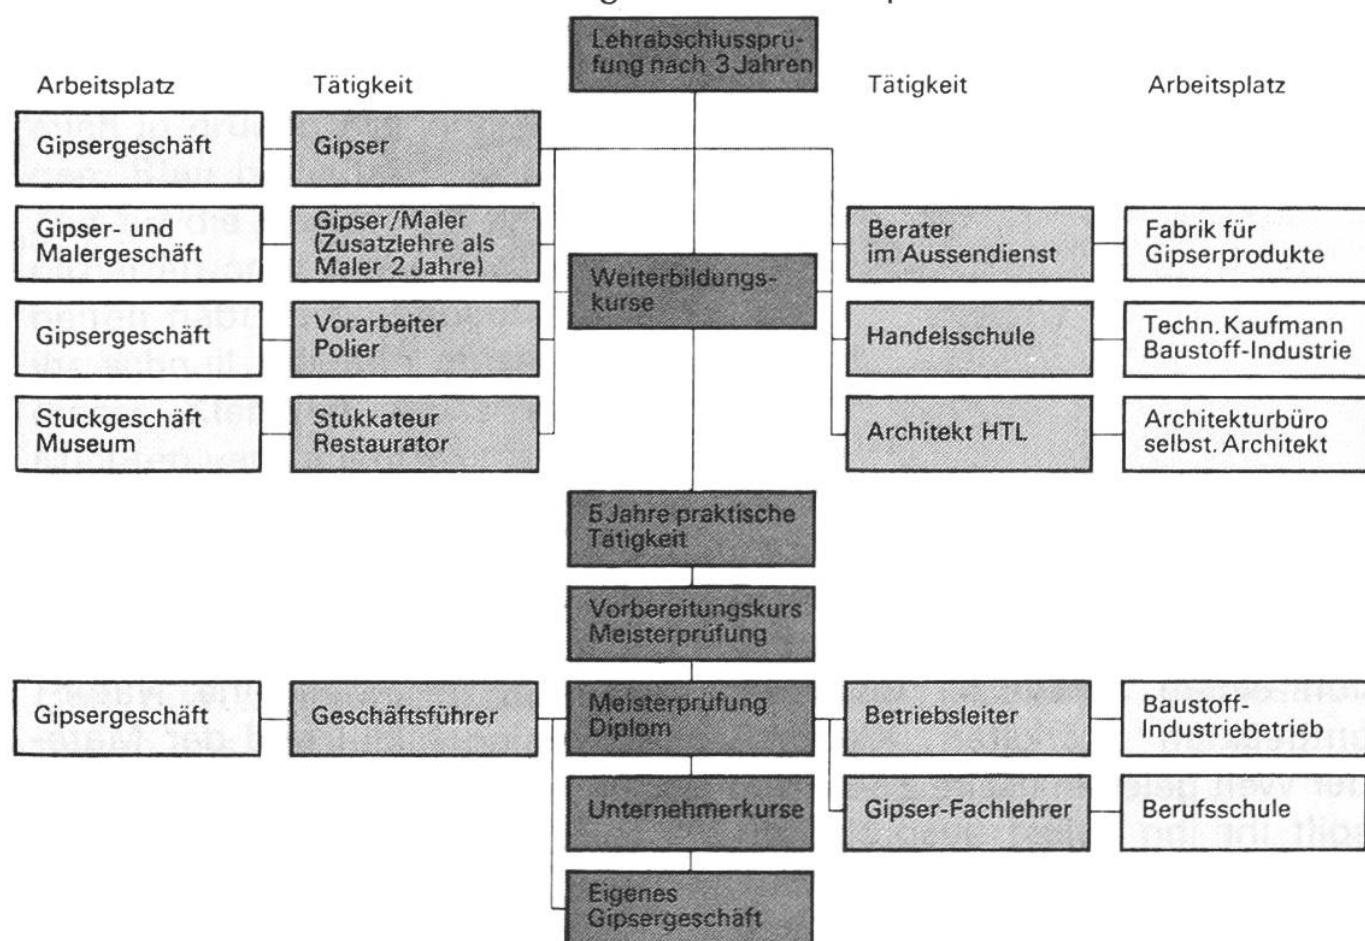 Lehrabschlussprü-
fung nach 3 Jahren
Arbeitsplatz
Tätigkeit
Tätigkeit
Arbeitsplatz
Gipsergeschäft
Gipser
Gipser- und
Malergeschäft
Gipser/Maler
(Zusatzlehre als
Maler 2 Jahre)
Weiterbildungs-
kurse
Berater
im Aussendienst
Fabrik für
Gipserprodukte
Gipsergeschäft
Vorarbeiter
Polier
Handelsschule
Techn. Kaufmann
Baustoff-Industrie
Stuckgeschäft
Museum
Stukkateur
Restaurator
Architekt HTL
Architekturbüro
selbst. Architekt
5 Jahre praktische
Tätigkeit
Vorbereitungskurs
Meisterprüfung
Gipsergeschäft
Geschäftsführer
Meisterprüfung
Diplom
Betriebsleiter
Baustoff-
Industriebetrieb
Unternehmerkurse
Gipser-Fachlehrer
Berufsschule
Eigenes
Gipsergeschäft